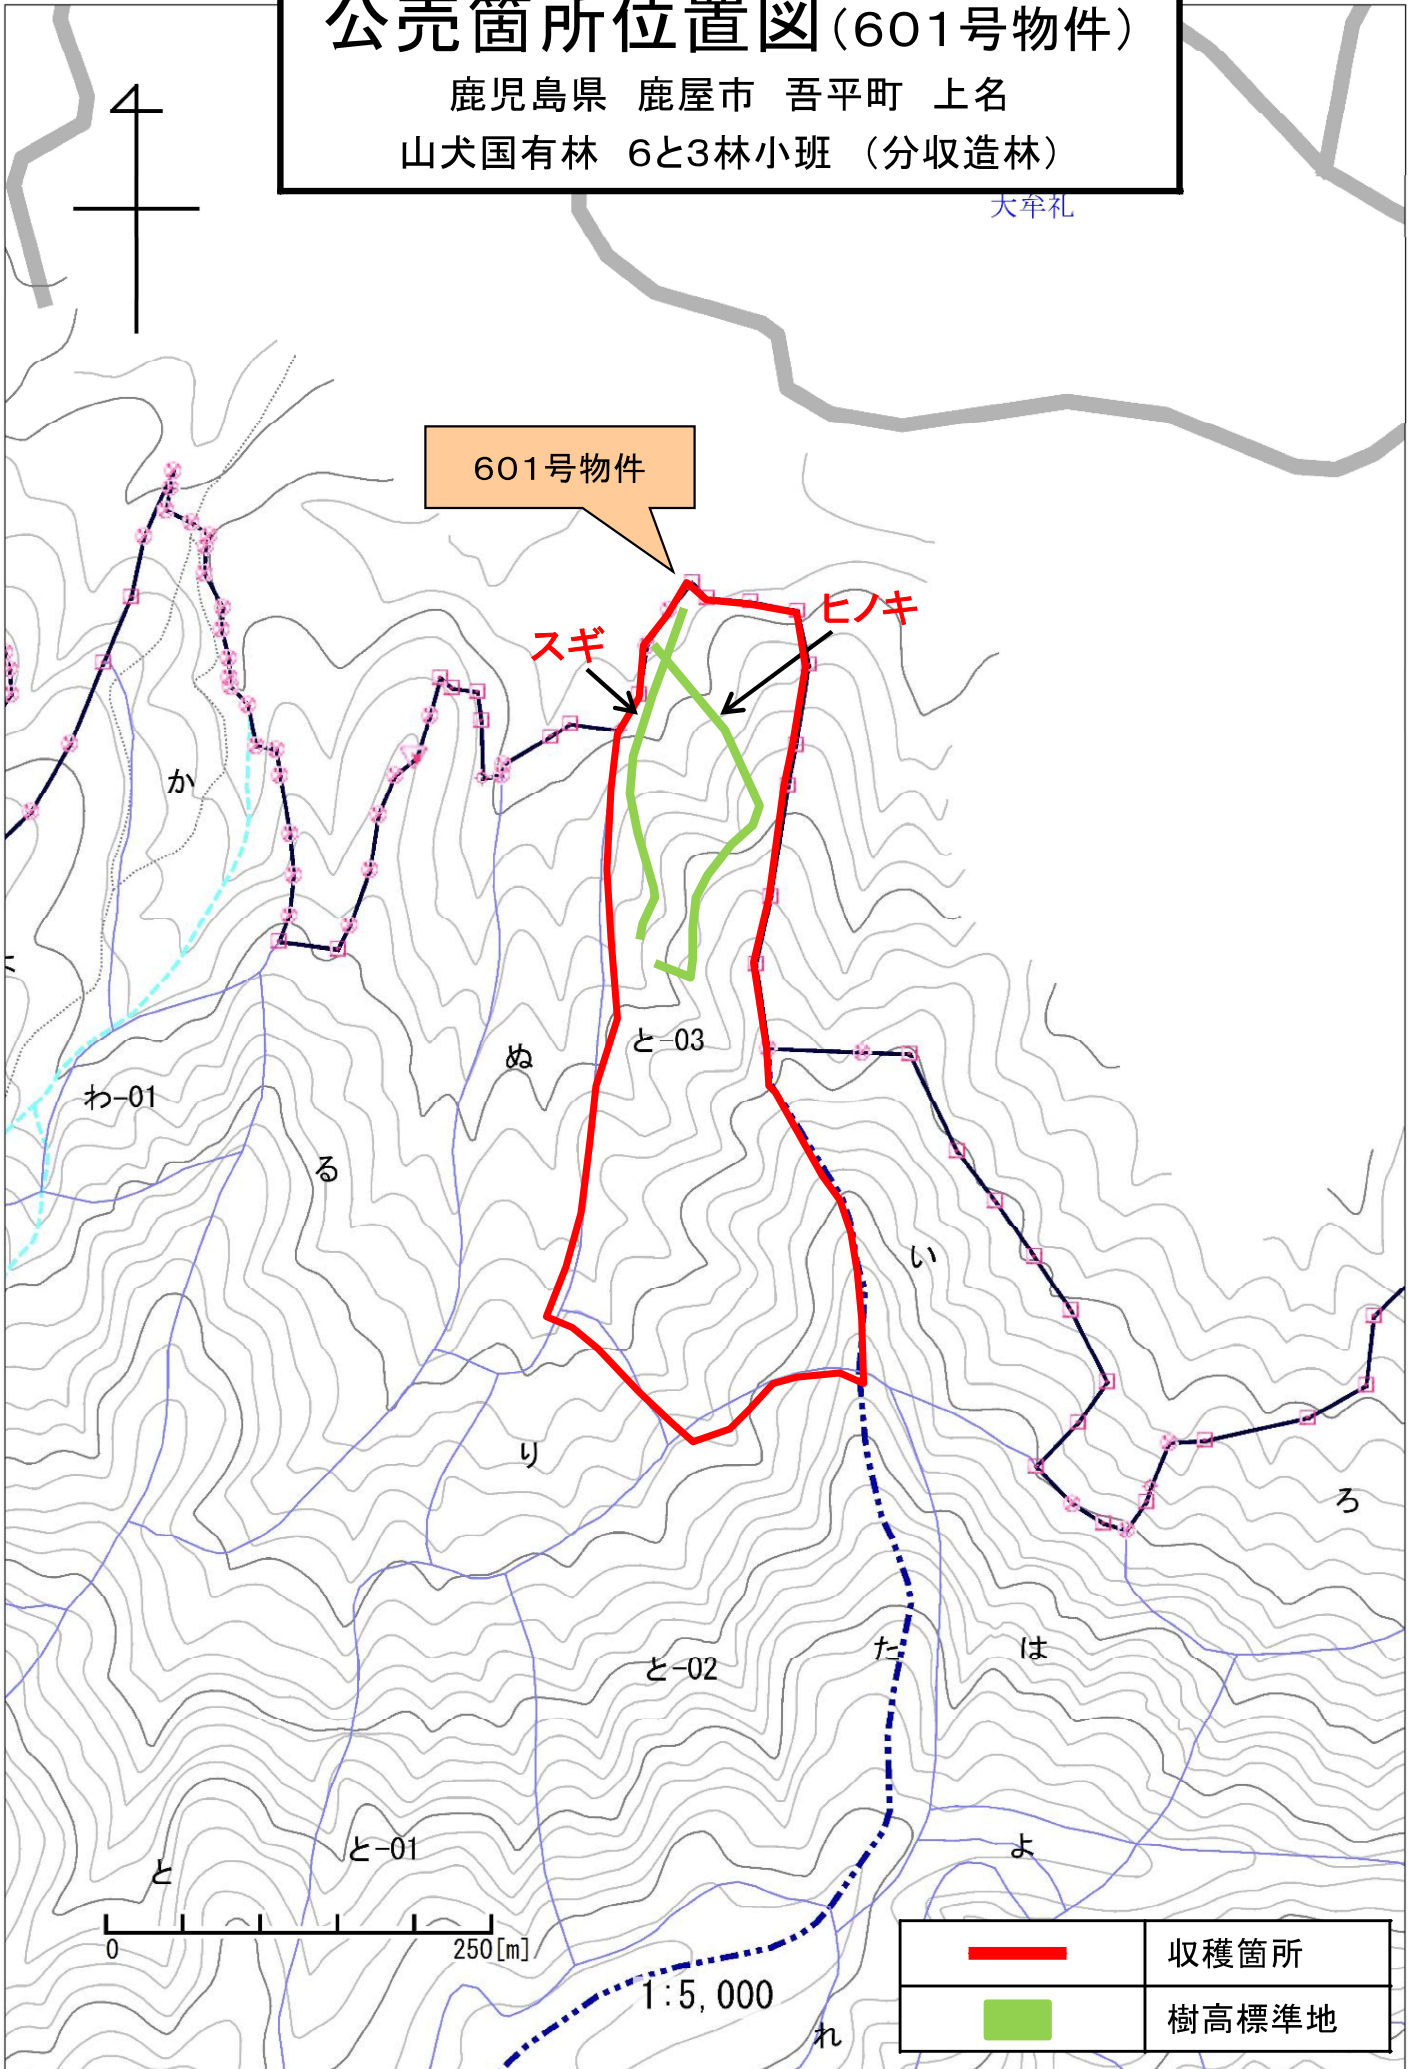 公売箇所位置図(601号物件)
鹿児島県 鹿屋市 吾平町 上名
山犬国有林 6と3林小班 (分収造林)
大牟礼
601号物件
スギ
ヒノキ
か
と-03
ぬ
わ-01
る
い
り
ろ
た
は
と-02
と-01
よ
と
0
250[m]
1:5,000
れ
収穫箇所
樹高標準地